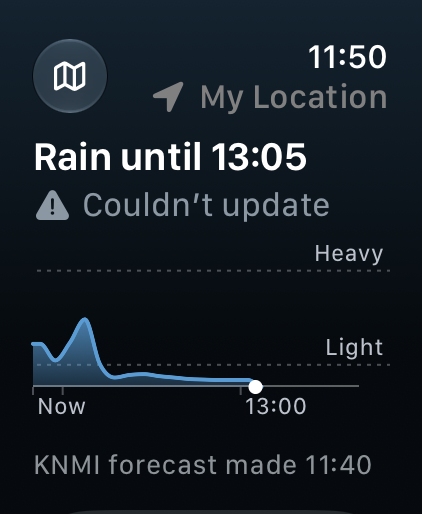 11:50
My Location
Rain until 13:05
Couldn’t update
Heavy
Light
Now 13:00
KNMI forecast made 11:40